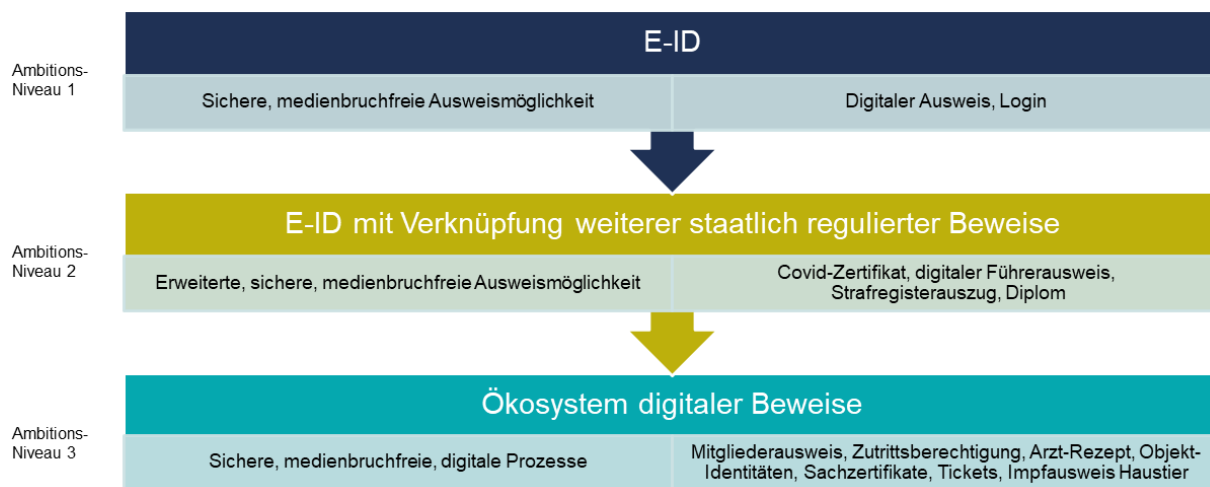 E-ID
Ambitions-
Niveau 1
Sichere, medienbruchfreie Ausweismöglichkeit
Digitaler Ausweis, Login
E-ID mit Verknüpfung weiterer staatlich regulierter Beweise
Ambitions-
Niveau 2
Erweiterte, sichere, medienbruchfreie Ausweismöglichkeit
Covid-Zertifikat, digitaler Führerausweis,
Strafregisterauszug, Diplom
Ökosystem digitaler Beweise
Ambitions-
Niveau 3
Sichere, medienbruchfreie, digitale Prozesse
Mitgliederausweis, Zutrittsberechtigung, Arzt-Rezept, Objekt-
Identitäten, Sachzertifikate, Tickets, Impfausweis Haustier